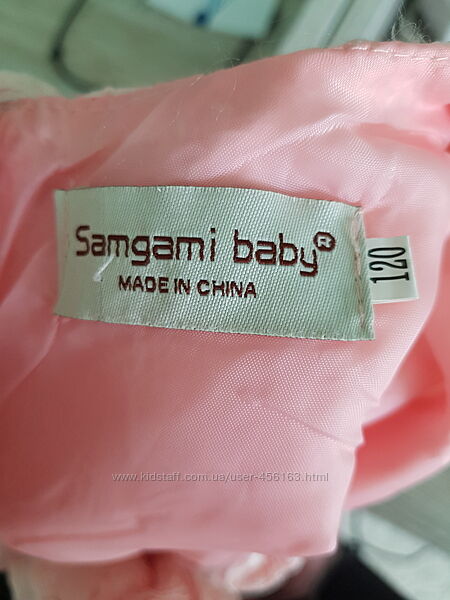 Samgami baby®
MADE IN CHINA
120
www.kidstaff.com.ua/user-456163.html